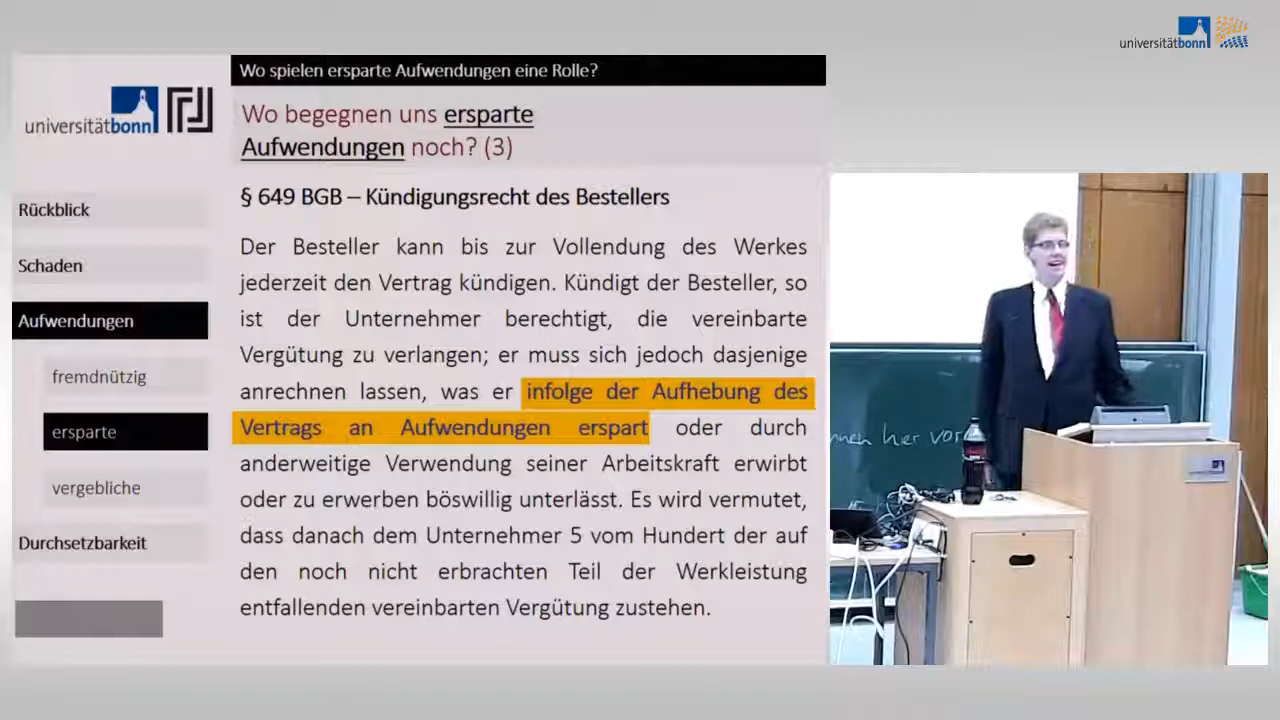 universitätbonn
Wo spielen ersparte Aufwendungen eine Rolle?
universitätbonn
Wo begegnen uns ersparte
Aufwendungen noch? (3)
Rückblick
Schaden
Aufwendungen
fremdnützig
ersparte
vergebliche
Durchsetzbarkeit
§ 649 BGB – Kündigungsrecht des Bestellers
Der Besteller kann bis zur Vollendung des Werkes
jederzeit den Vertrag kündigen. Kündigt der Besteller, so
ist der Unternehmer berechtigt, die vereinbarte
Vergütung zu verlangen; er muss sich jedoch dasjenige
anrechnen lassen, was er infolge der Aufhebung des
Vertrags an Aufwendungen erspart oder durch
anderweitige Verwendung seiner Arbeitskraft erwirbt
oder zu erwerben böswillig unterlässt. Es wird vermutet,
dass danach dem Unternehmer 5 vom Hundert der auf
den noch nicht erbrachten Teil der Werkleistung
entfallenden vereinbarten Vergütung zustehen.
hier